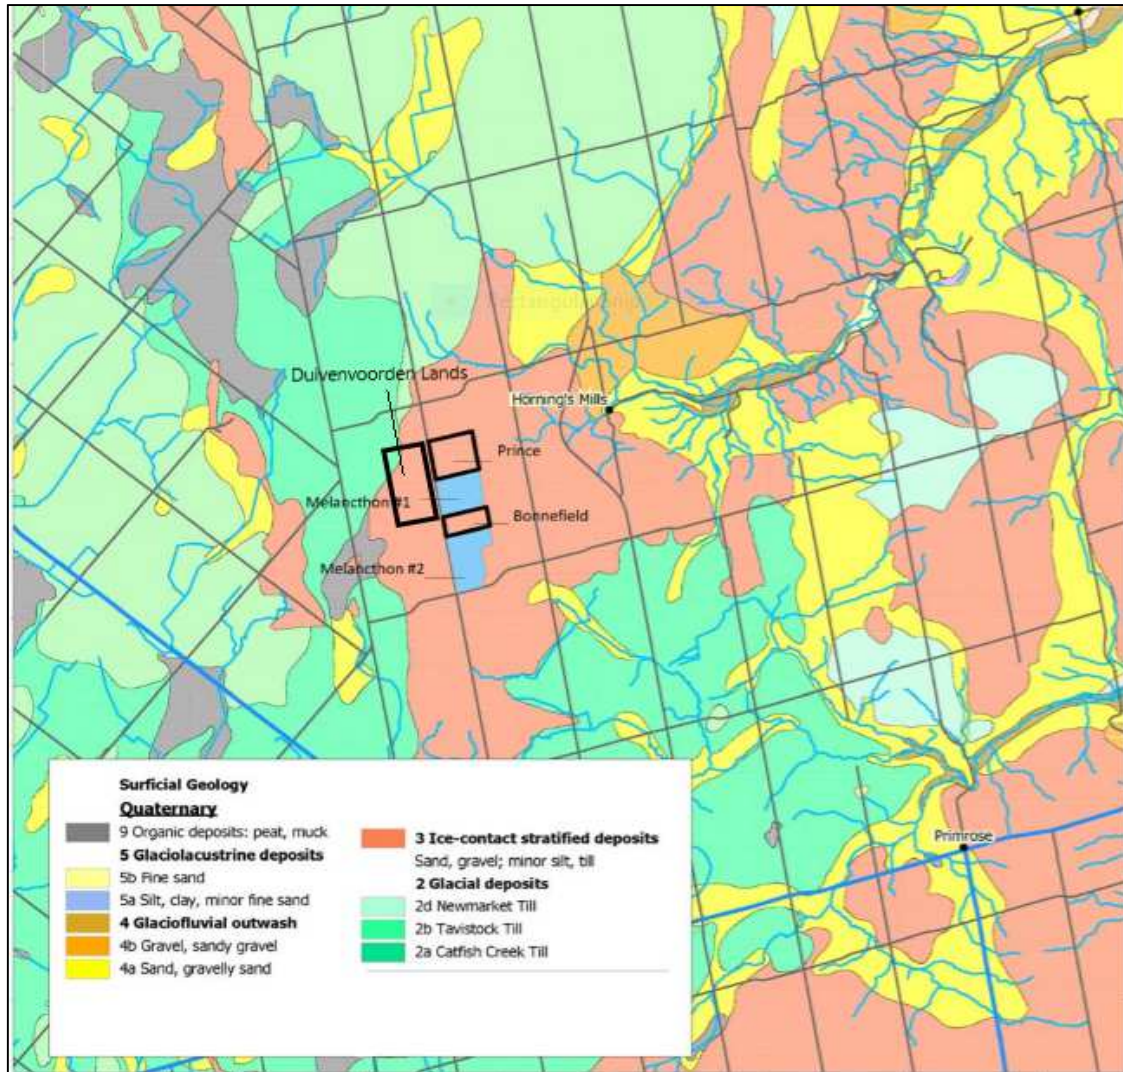 Duivenvoorden Lands
Horning's Mills
Prince
Melancthon #1
Bonnefield
Melancthon #2
Primrose
Surficial Geology
Quaternary
9 Organic deposits: peat, muck
5 Glaciolacustrine deposits
5b Fine sand
5a Silt, clay, minor fine sand
4 Glaciofluvial outwash
4b Gravel, sandy gravel
4a Sand, gravelly sand
3 Ice-contact stratified deposits
Sand, gravel; minor silt, till
2 Glacial deposits
2d Newmarket Till
2b Tavistock Till
2a Catfish Creek Till